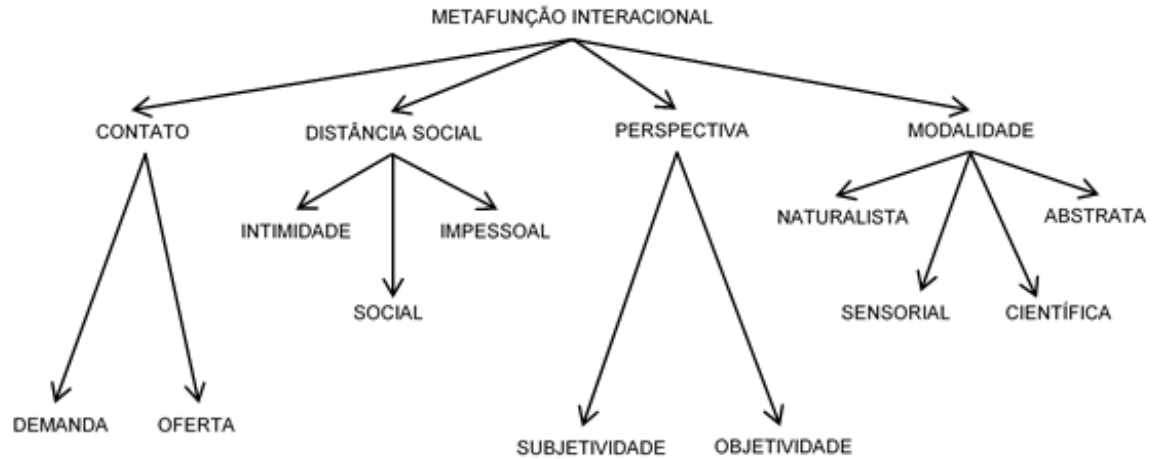 METAFUNÇÃO INTERACIONAL
CONTATO
DISTÂNCIA SOCIAL
PERSPECTIVA
MODALIDADE
INTIMIDADE
IMPESSOAL
NATURALISTA
ABSTRATA
SOCIAL
SENSORIAL
CIENTÍFICA
DEMANDA
OFERTA
SUBJETIVIDADE
OBJETIVIDADE